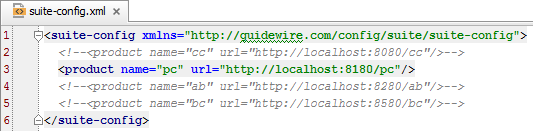 suite-config.xml ×
1 <suite-config xmlns="http://guidewire.com/config/suite/suite-config">
2 <!--<product name="cc" url="http://localhost:8080/cc"/>-->
3 <product name="pc" url="http://localhost:8180/pc"/>
4 <!--<product name="ab" url="http://localhost:8280/ab"/>-->
5 <!--<product name="bc" url="http://localhost:8580/bc"/>-->
6 </suite-config>